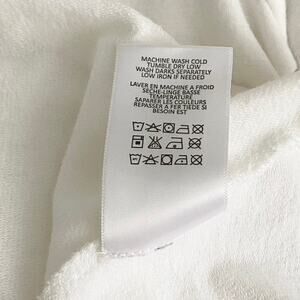 MACHINE WASH COLD
TUMBLE DRY LOW
WASH DARKS SEPARATELY
LOW IRON IF NEEDED
LAVER EN MACHINE A FROID
SECHE-LINGE BASSE
TEMPERATURE
SAPARER LES COULEURS
REPASSER A FER TIEDE SI
BESOIN EST